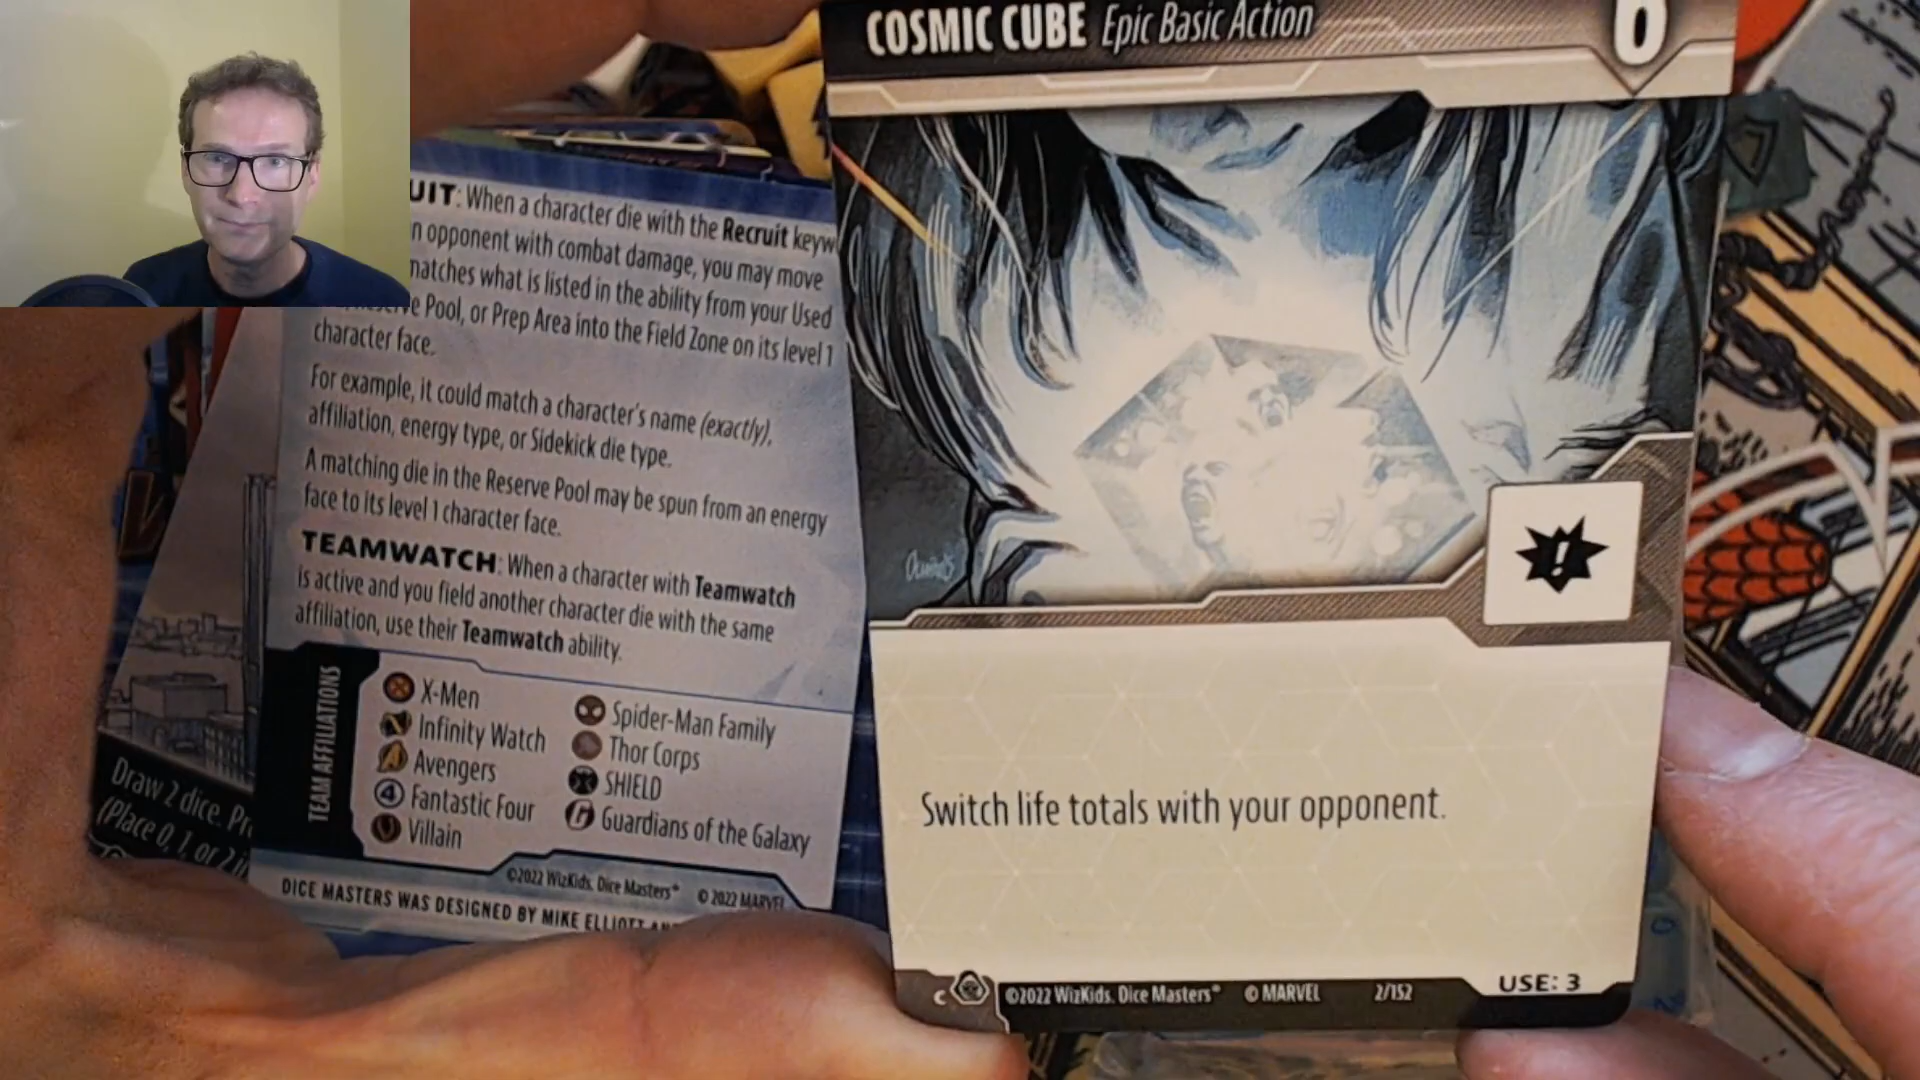 COSMIC CUBE Epic Basic Action
6
UIT: When a character die with the Recruit keyw
n opponent with combat damage, you may move
matches what is listed in the ability from your Used
Pool, or Prep Area into the Field Zone on its level 1
character face.
For example, it could match a character's name (exactly),
affiliation, energy type, or Sidekick die type.
A matching die in the Reserve Pool may be spun from an energy
face to its level 1 character face.
TEAMWATCH: When a character with Teamwatch
is active and you field another character die with the same
affiliation, use their Teamwatch ability.
TEAM AFFILIATIONS
X-Men
Infinity Watch
Avengers
Fantastic Four
Villain
Spider-Man Family
Thor Corps
SHIELD
Guardians of the Galaxy
©2022 WizKids. Dice Masters® © 2022 MARVEL
DICE MASTERS WAS DESIGNED BY MIKE ELLIOTT
Draw 2 dice. Pr
(Place 0, 1, or 2 i
!
Switch life totals with your opponent.
USE: 3
C ©2022 WizKids. Dice Masters® © MARVEL 2/152